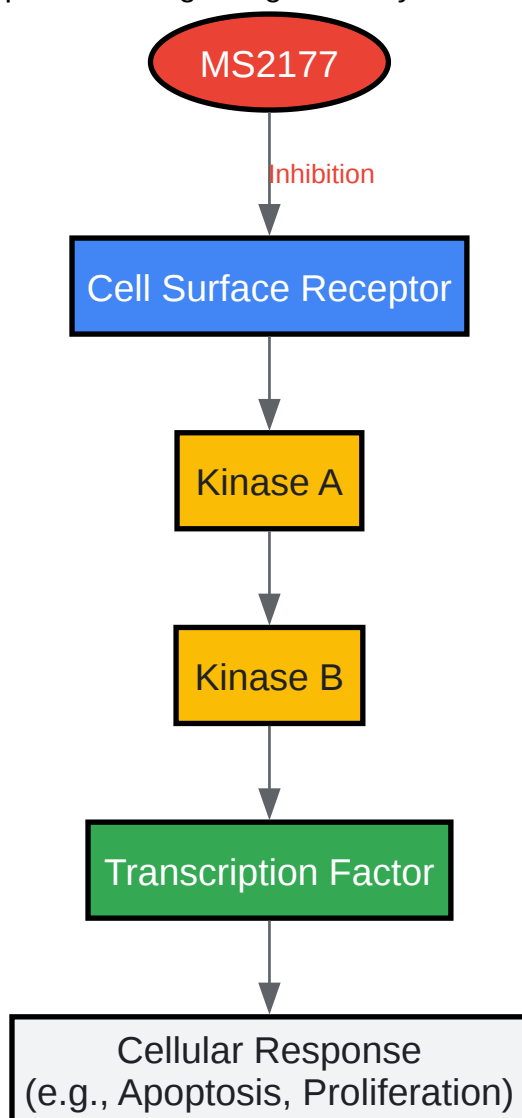 MS2177
Inhibition
Cell Surface Receptor
Kinase A
Kinase B
Transcription Factor
Cellular Response
(e.g., Apoptosis, Proliferation)